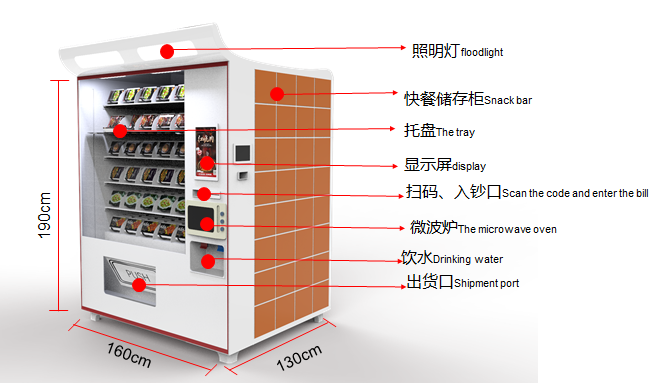 照明灯floodlight
快餐储存柜Snack bar
托盘The tray
显示屏display
扫码、入钞口Scan the code and enter the bill
微波炉The microwave oven
饮水Drinking water
出货口Shipment port
PUSH
190cm
160cm
130cm